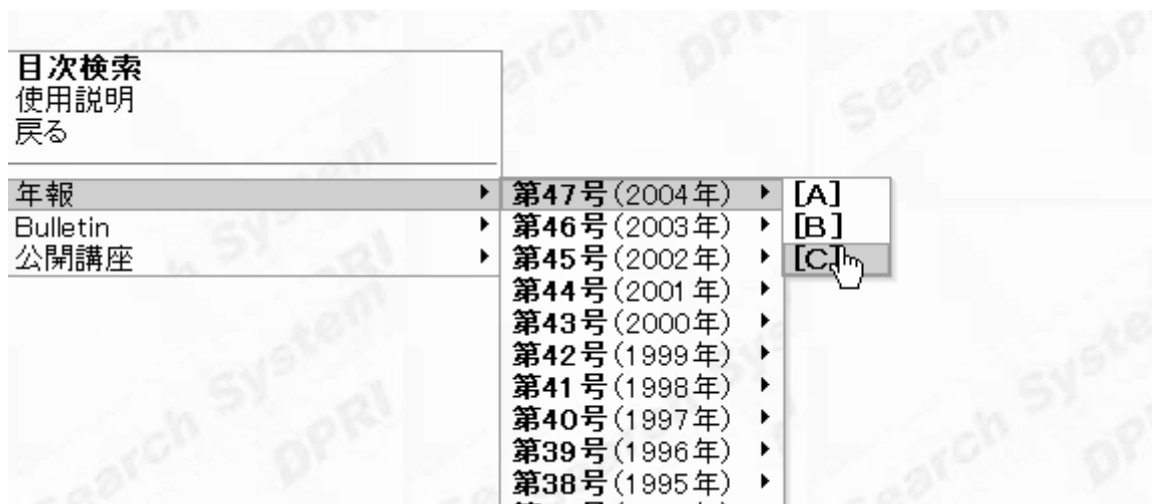 目次検索
使用説明
戻る
年報
Bulletin
公開講座
第47号(2004年)
第46号(2003年)
第45号(2002年)
第44号(2001年)
第43号(2000年)
第42号(1999年)
第41号(1998年)
第40号(1997年)
第39号(1996年)
第38号(1995年)
[A]
[B]
[C]
Search System
DPRI